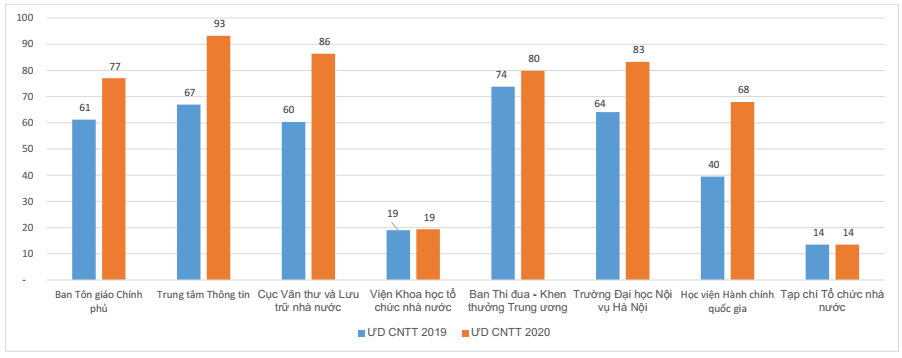 100
90
80
70
60
50
40
30
20
10
-
61
77
67
93
60
86
19
19
74
80
64
83
40
68
14
14
Ban Tôn giáo Chính
phủ
Trung tâm Thông tin
Cục Văn thư và Lưu
trữ nhà nước
Viện Khoa học tổ
chức nhà nước
Ban Thi đua - Khen
thưởng Trung ương
Trường Đại học Nội
vụ Hà Nội
Học viện Hành chính
quốc gia
Tạp chí Tổ chức nhà
nước
ƯD CNTT 2019
ƯD CNTT 2020